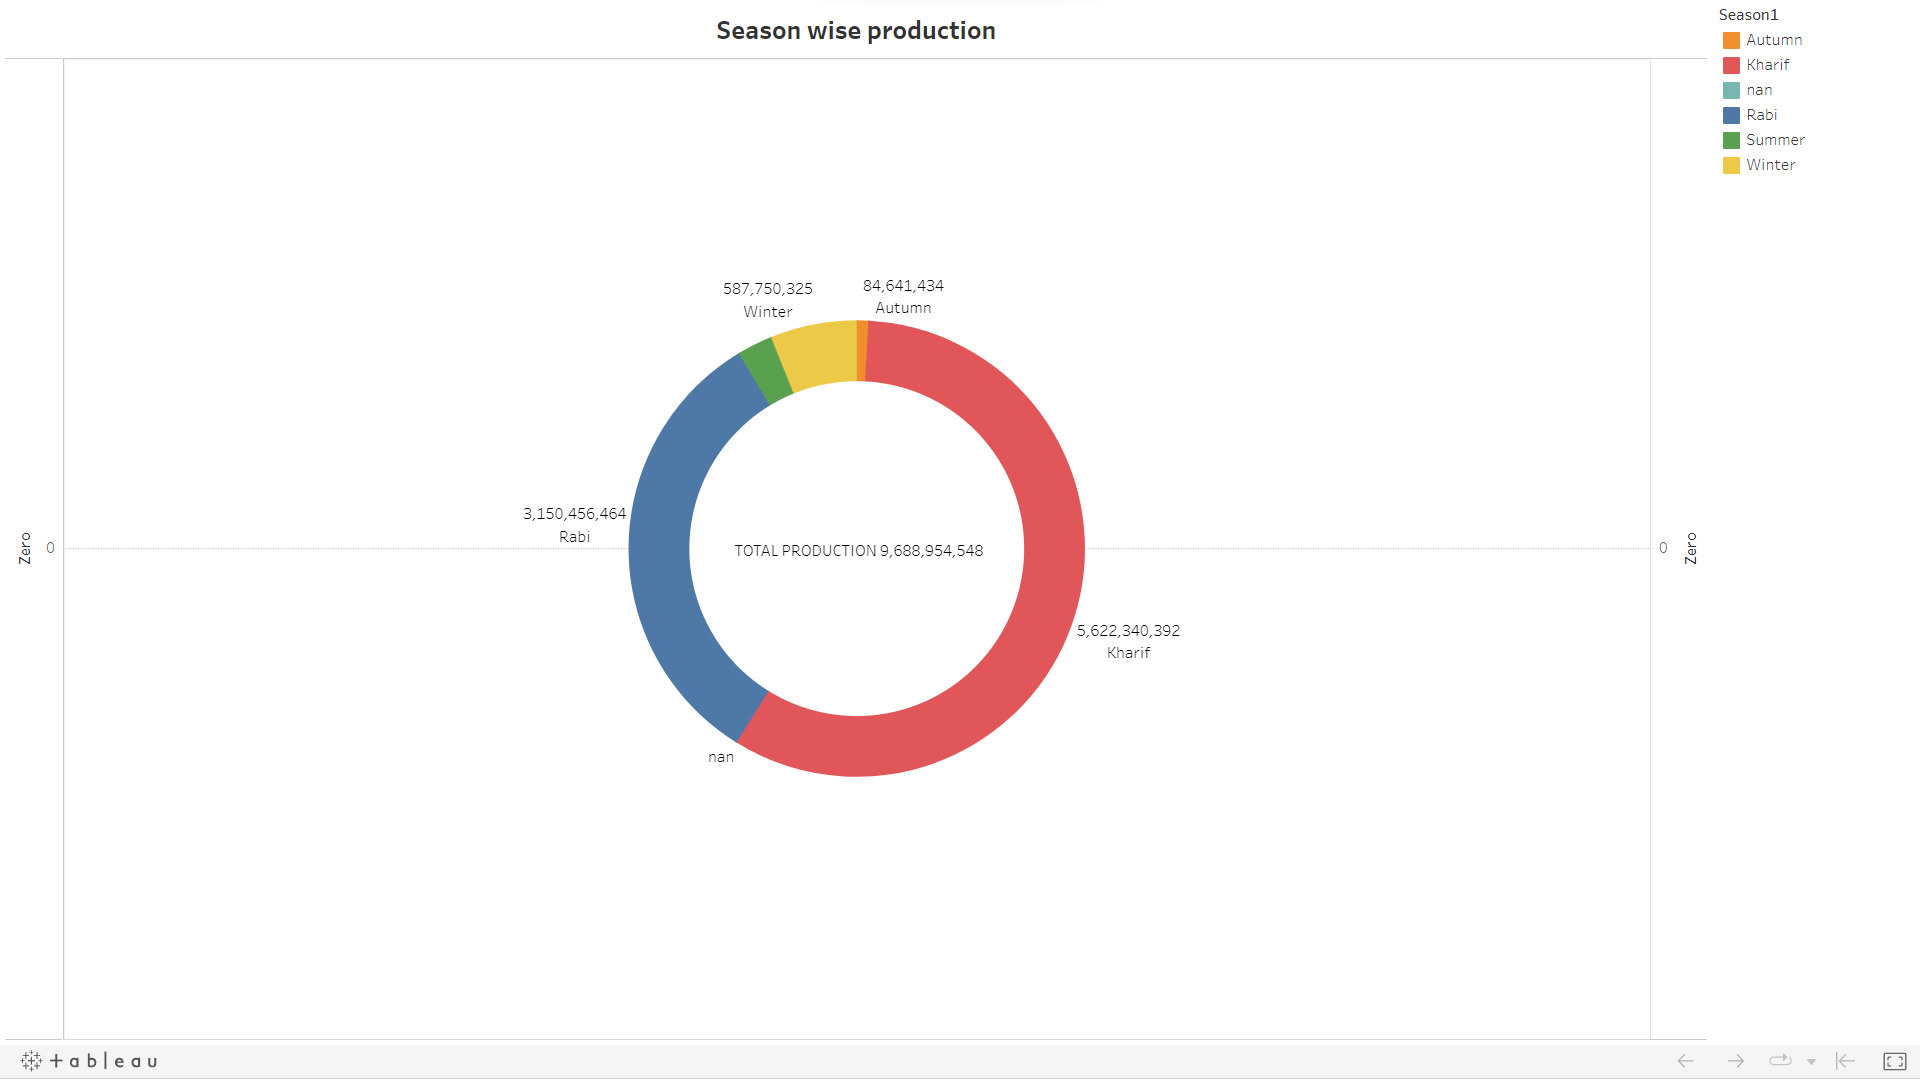 Season wise production
Season1
Autumn
Kharif
nan
Rabi
Summer
Winter
587,750,325
Winter
84,641,434
Autumn
3,150,456,464
Rabi
Zero
0
TOTAL PRODUCTION 9,688,954,548
0
Zero
5,622,340,392
Kharif
nan
+ableau